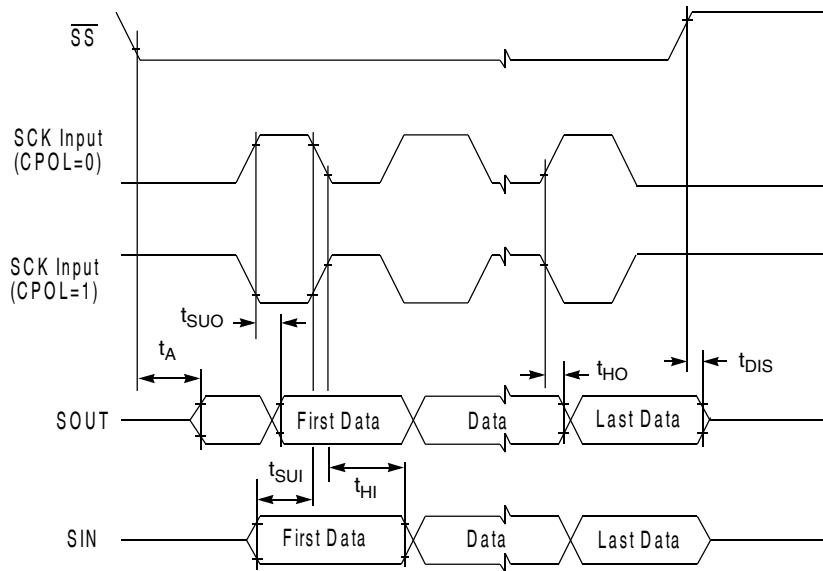 SS
SCK Input
(CPOL=0)
SCK Input
(CPOL=1)
tSUO
tA
tHO
tDIS
SOUT
First Data
Data
Last Data
tSUI
tHI
SIN
First Data
Data
Last Data